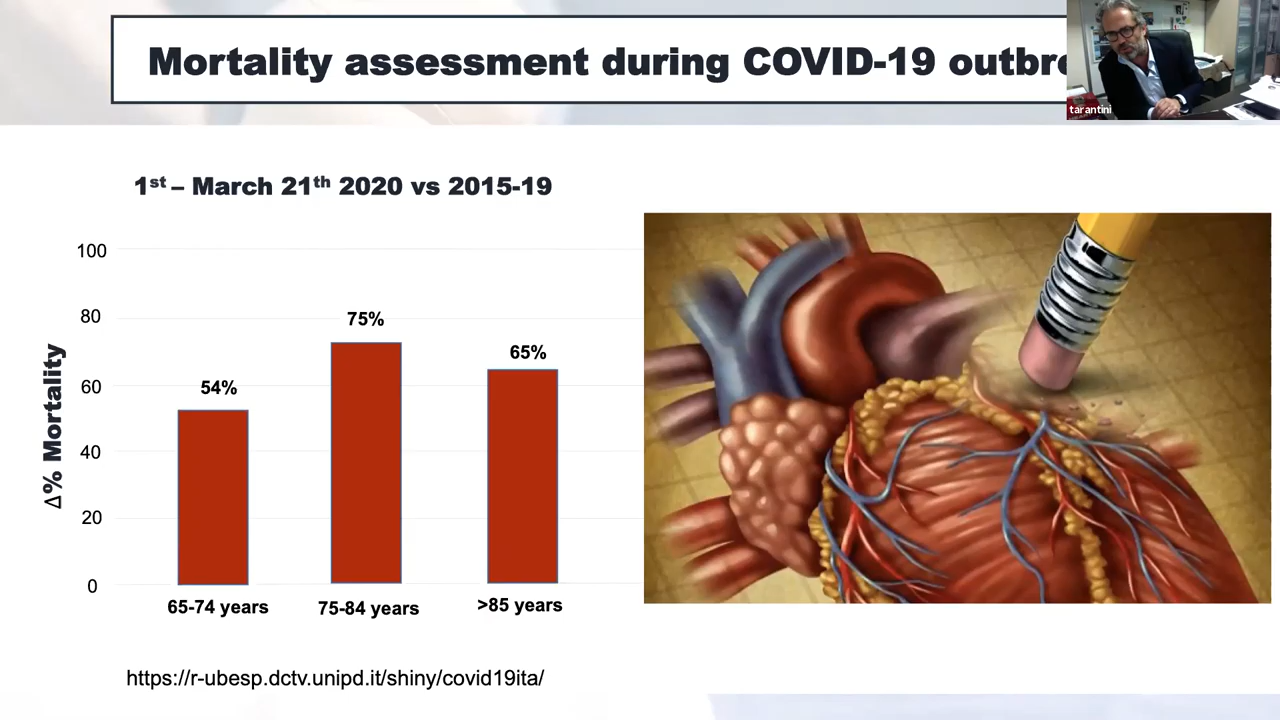 Mortality assessment during COVID-19 outbre
tarantini
1st – March 21th 2020 vs 2015-19
Δ% Mortality
100
80
60
40
20
0
54%
75%
65%
65-74 years
75-84 years
>85 years
https://r-ubesp.dctv.unipd.it/shiny/covid19ita/